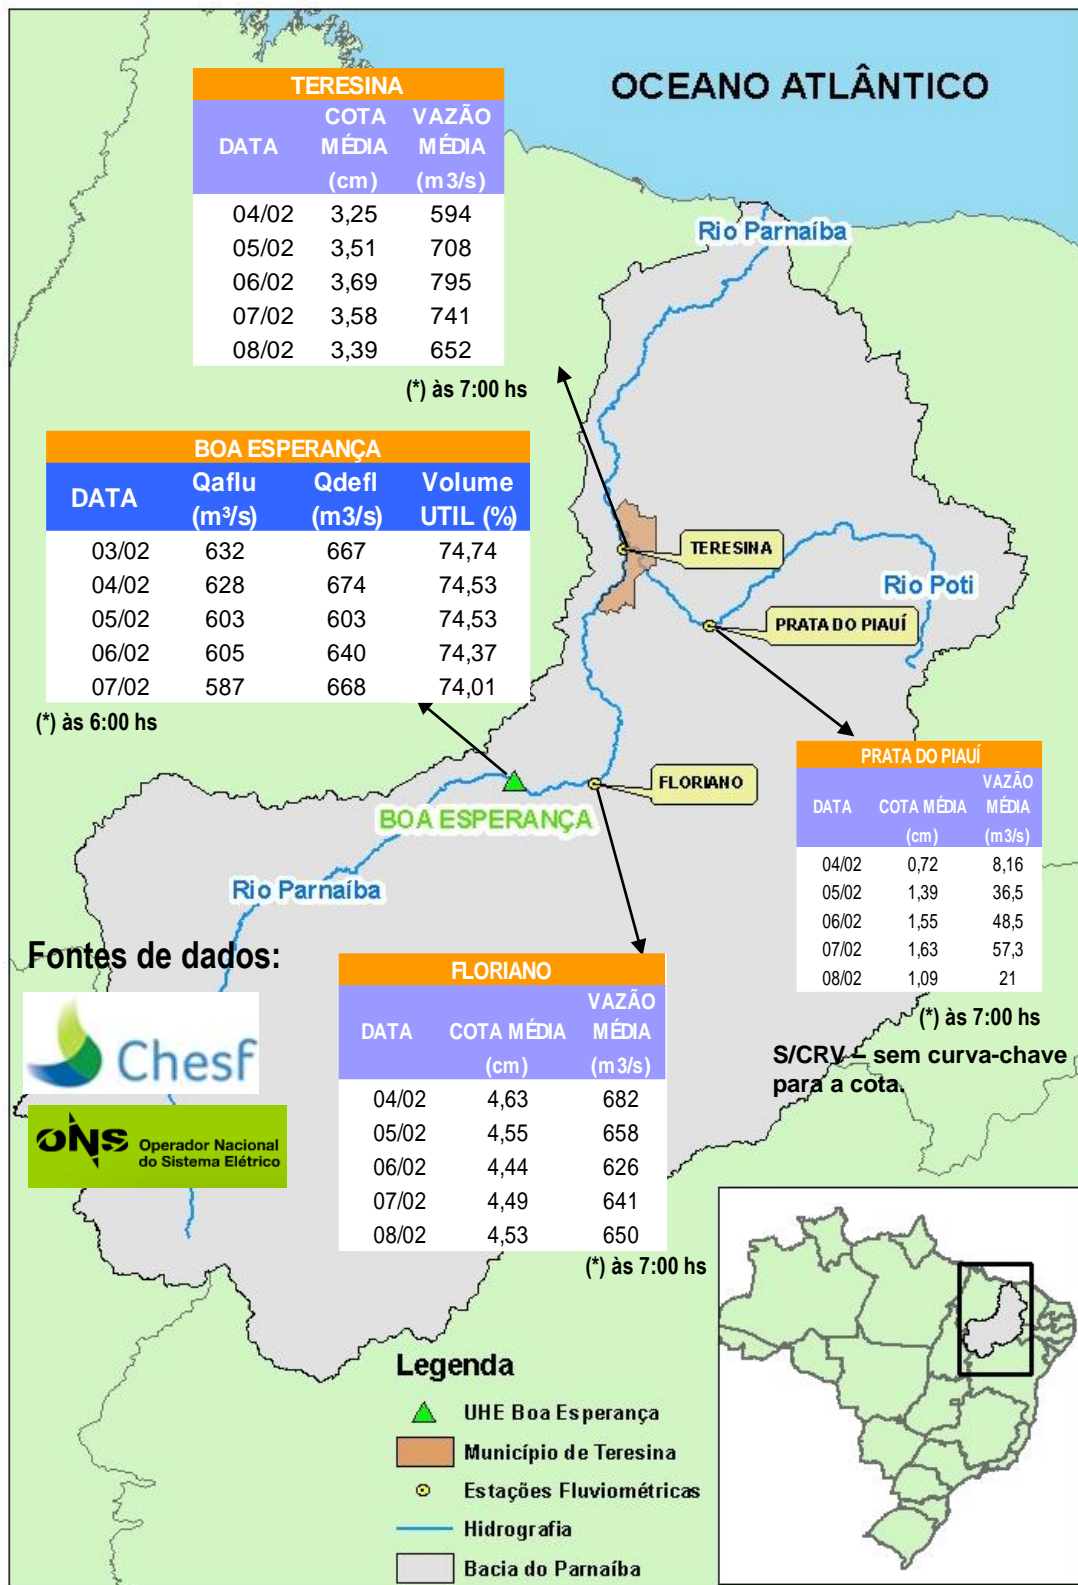 OCEANO ATLÂNTICO
TERESINA
DATA COTA MÉDIA (cm) VAZÃO MÉDIA (m3/s)
04/02 3,25 594
05/02 3,51 708
06/02 3,69 795
07/02 3,58 741
08/02 3,39 652
(*) às 7:00 hs
Rio Parnaíba
BOA ESPERANÇA
DATA Qaflu (m³/s) Qdefl (m3/s) Volume UTIL (%)
03/02 632 667 74,74
04/02 628 674 74,53
05/02 603 603 74,53
06/02 605 640 74,37
07/02 587 668 74,01
(*) às 6:00 hs
TERESINA
Rio Poti
PRATA DO PIAUÍ
FLORIANO
BOA ESPERANÇA
Rio Parnaíba
PRATA DO PIAUÍ
DATA COTA MÉDIA (cm) VAZÃO MÉDIA (m3/s)
04/02 0,72 8,16
05/02 1,39 36,5
06/02 1,55 48,5
07/02 1,63 57,3
08/02 1,09 21
(*) às 7:00 hs
S/CRV – sem curva-chave
para a cota.
Fontes de dados:
Chesf
ONS Operador Nacional
do Sistema Elétrico
FLORIANO
DATA COTA MÉDIA (cm) VAZÃO MÉDIA (m3/s)
04/02 4,63 682
05/02 4,55 658
06/02 4,44 626
07/02 4,49 641
08/02 4,53 650
(*) às 7:00 hs
Legenda
UHE Boa Esperança
Município de Teresina
Estações Fluviométricas
Hidrografia
Bacia do Parnaíba